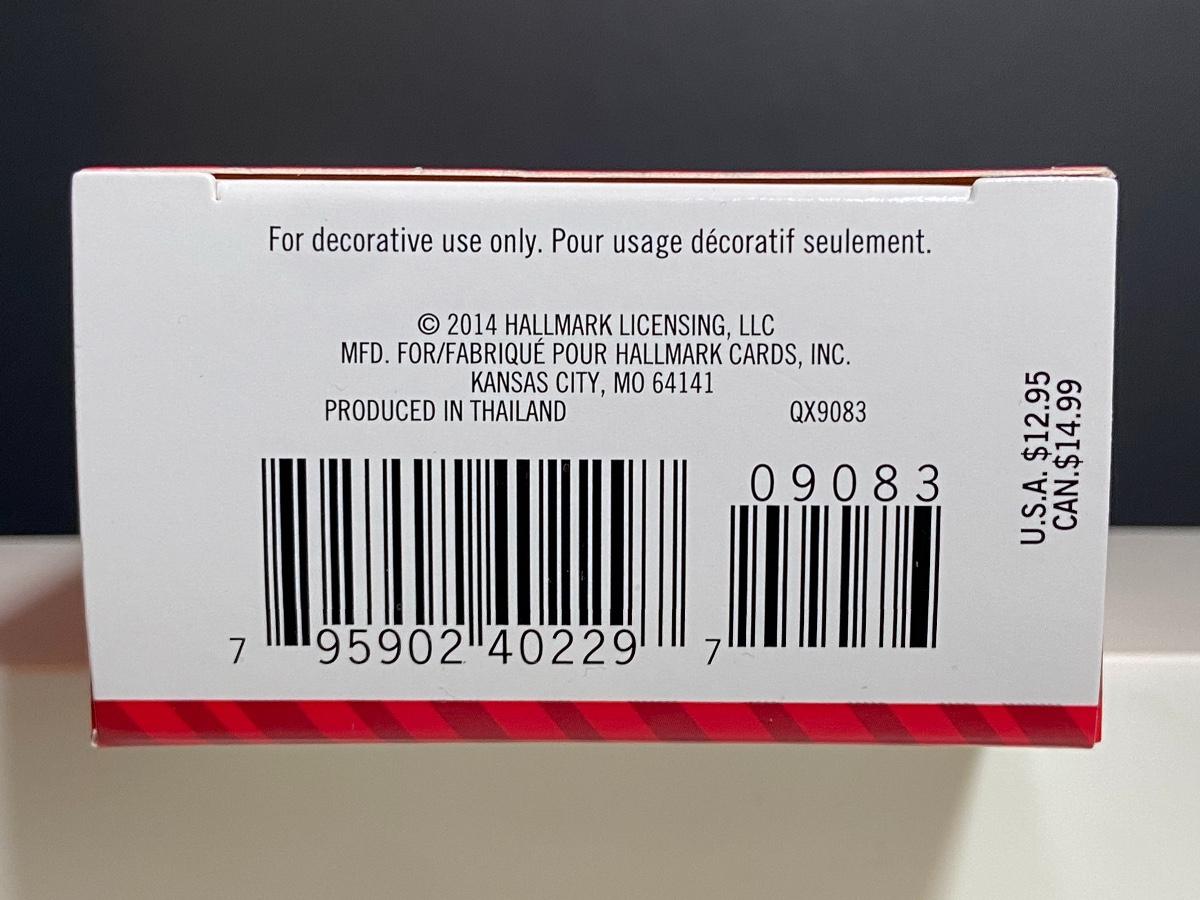 For decorative use only. Pour usage décoratif seulement.
© 2014 HALLMARK LICENSING, LLC
MFD. FOR/FABRIQUÉ POUR HALLMARK CARDS, INC.
KANSAS CITY, MO 64141
PRODUCED IN THAILAND QX9083
U.S.A. $12.95
CAN.$14.99
09083
7 95902 40229 7